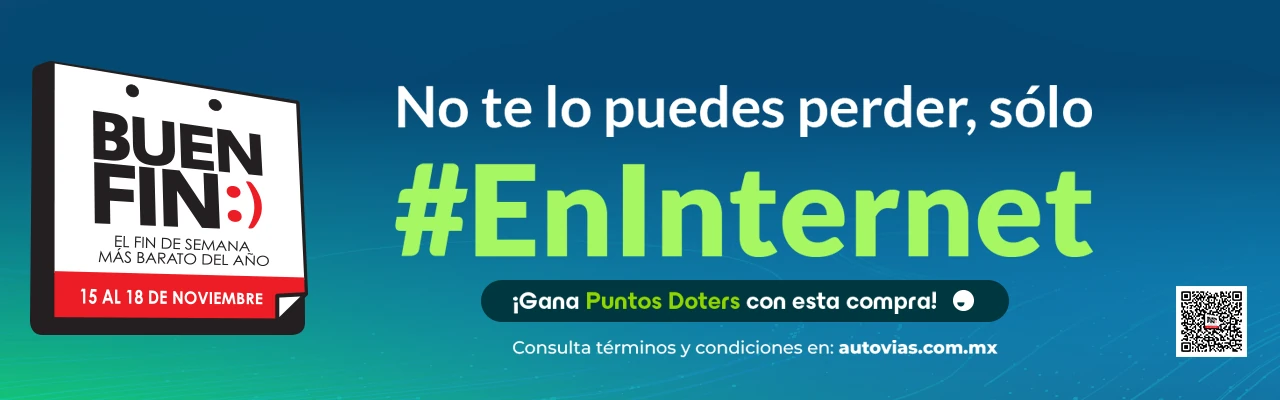 BUEN
FIN:)
EL FIN DE SEMANA
MÁS BARATO DEL AÑO
15 AL 18 DE NOVIEMBRE
No te lo puedes perder, sólo
#EnInternet
¡Gana Puntos Doters con esta compra!
Consulta términos y condiciones en: autovias.com.mx